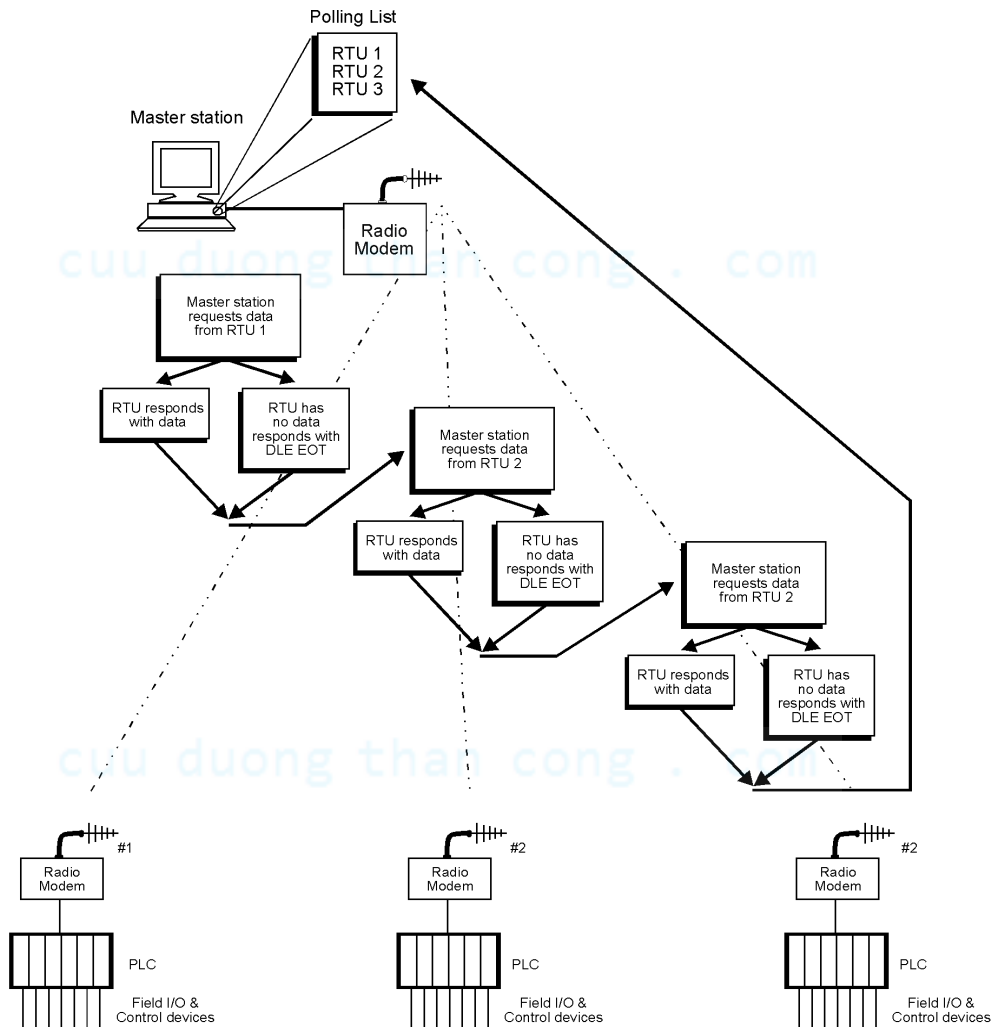 Polling List
RTU 1
RTU 2
RTU 3
Master station
Radio
Modem
cuu duong than cong . com
Master station
requests data
from RTU 1
RTU responds
with data
RTU has
no data
responds with
DLE EOT
Master station
requests data
from RTU 2
RTU responds
with data
RTU has
no data
responds with
DLE EOT
Master station
requests data
from RTU 2
RTU responds
with data
RTU has
no data
responds with
DLE EOT
cuu duong than cong . com
#1
Radio
Modem
PLC
Field I/O &
Control devices
#2
Radio
Modem
PLC
Field I/O &
Control devices
#2
Radio
Modem
PLC
Field I/O &
Control devices